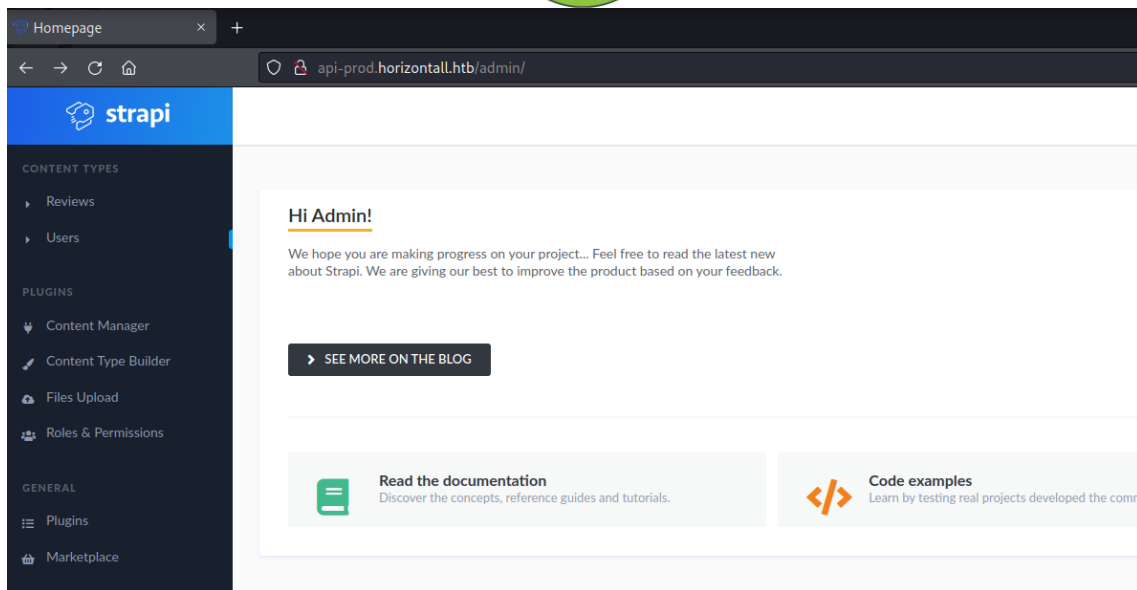 Homepage
api-prod.horizontall.htb/admin/
strapi
CONTENT TYPES
Reviews
Users
PLUGINS
Content Manager
Content Type Builder
Files Upload
Roles & Permissions
GENERAL
Plugins
Marketplace
Hi Admin!
We hope you are making progress on your project... Feel free to read the latest new
about Strapi. We are giving our best to improve the product based on your feedback.
SEE MORE ON THE BLOG
Read the documentation
Discover the concepts, reference guides and tutorials.
Code examples
Learn by testing real projects developed the